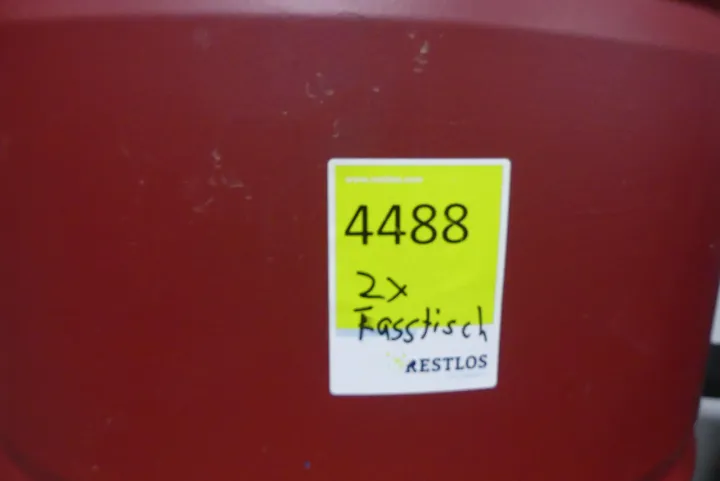 4488
2x
Fasstisch
RESTLOS